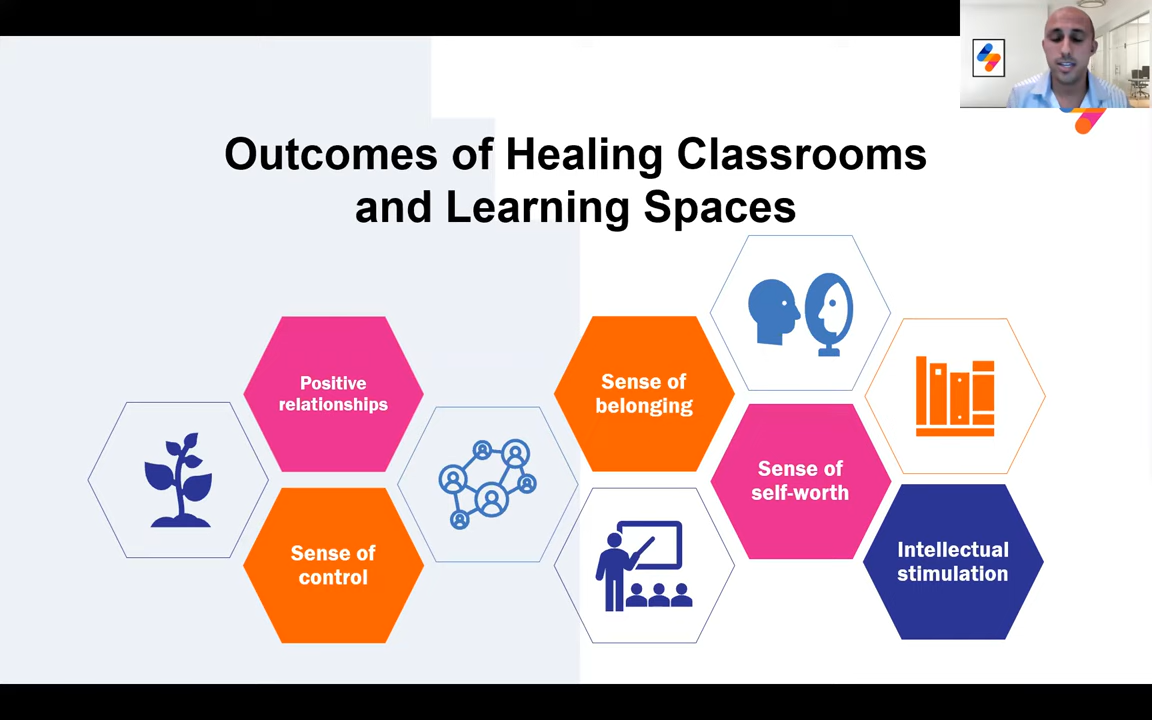 Outcomes of Healing Classrooms
and Learning Spaces
Positive
relationships
Sense of
control
Sense of
belonging
Sense of
self-worth
Intellectual
stimulation